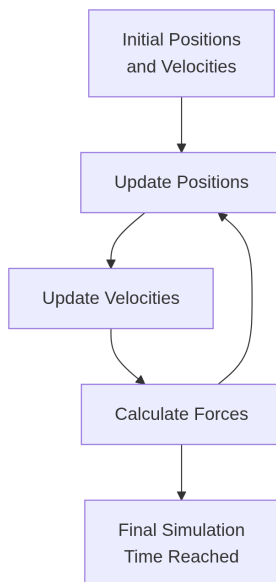 Initial Positions
and Velocities
Update Positions
Update Velocities
Calculate Forces
Final Simulation
Time Reached